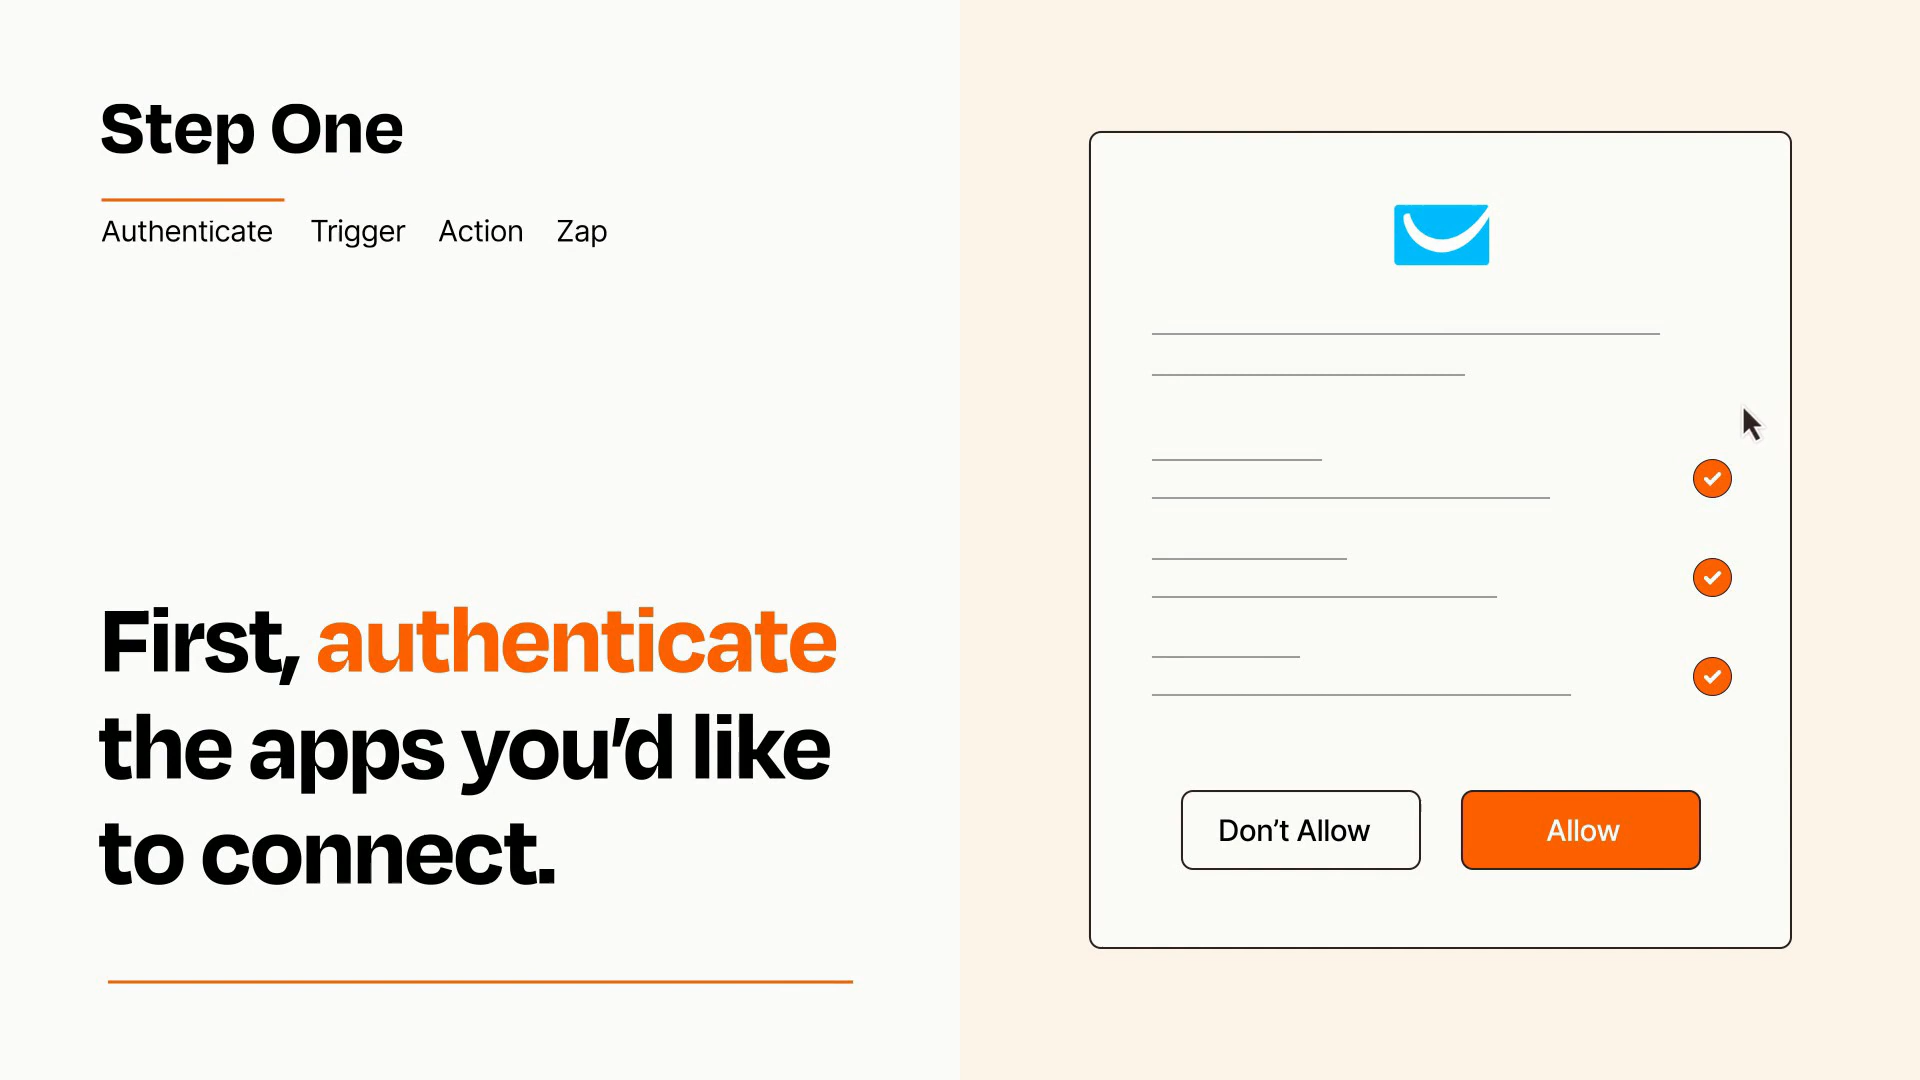 Step One
Authenticate Trigger Action Zap
First, authenticate
the apps you’d like
to connect.
Don’t Allow
Allow